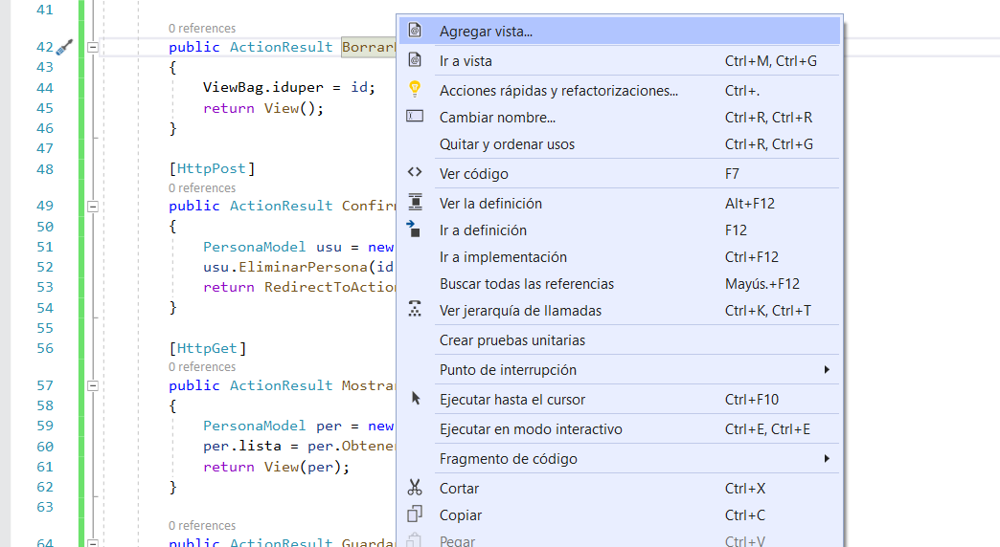 41
0 references
42 public ActionResult Borrar
43 {
44 ViewBag.iduper = id;
45 return View();
46 }
47
48 [HttpPost]
0 references
49 public ActionResult Confirm
50 {
51 PersonaModel usu = new
52 usu.EliminarPersona(id
53 return RedirectToAction
54 }
55
56 [HttpGet]
0 references
57 public ActionResult Mostrar
58 {
59 PersonaModel per = new
60 per.lista = per.Obtener
61 return View(per);
62 }
63
0 references
64 public ActionResult Guardar
Agregar vista...
Ir a vista Ctrl+M, Ctrl+G
Acciones rápidas y refactorizaciones... Ctrl+.
Cambiar nombre... Ctrl+R, Ctrl+R
Quitar y ordenar usos Ctrl+R, Ctrl+G
Ver código F7
Ver la definición Alt+F12
Ir a definición F12
Ir a implementación Ctrl+F12
Buscar todas las referencias Mayús.+F12
Ver jerarquía de llamadas Ctrl+K, Ctrl+T
Crear pruebas unitarias
Punto de interrupción
Ejecutar hasta el cursor Ctrl+F10
Ejecutar en modo interactivo Ctrl+E, Ctrl+E
Fragmento de código
Cortar Ctrl+X
Copiar Ctrl+C
Pegar Ctrl+V